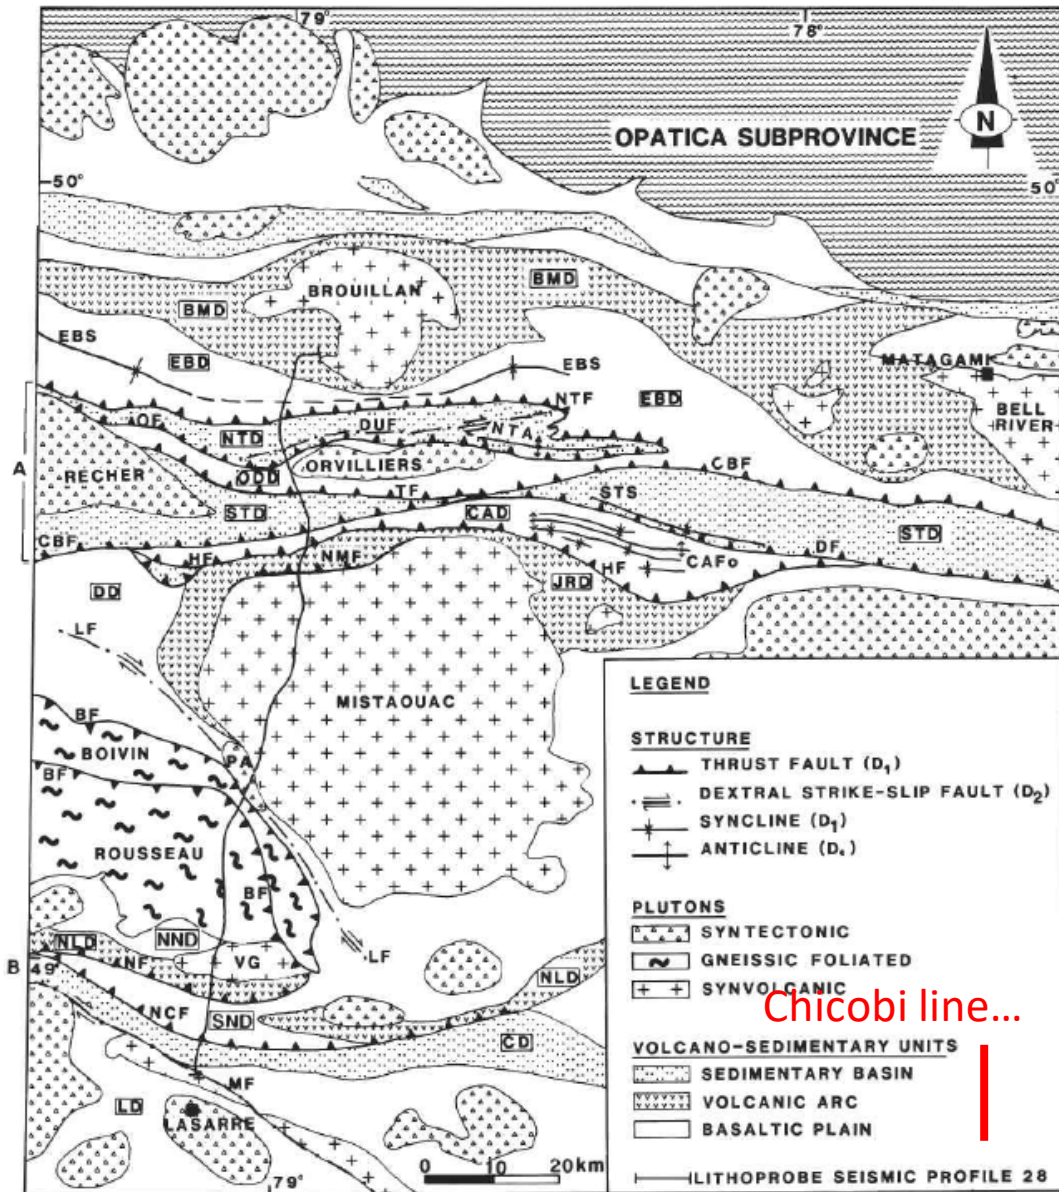 79°
78°
OPATICA SUBPROVINCE
N
50°
50°
BROUILLAN
BMD
BMD
EBS
EBD
EBS
MATAGAMI
EBD
NTF
BELL
RIVER
OF
NTD
DUF
NTA
A
RECHER
ODD
ORVILLIERS
CBF
TF
STS
STD
CAD
STD
CBF
HF
NMF
DF
HF
CAFo
DD
JRD
LF
MISTAOUAC
BF
BOIVIN
PA
BF
ROUSSEAU
BF
NLD
NND
LF
B
49°
NF
VG
NLD
NCF
SND
CD
MF
LD
LASARRE
0 10 20km
79°
LEGEND
STRUCTURE
THRUST FAULT (D1)
DEXTRAL STRIKE-SLIP FAULT (D2)
SYNCLINE (D1)
ANTICLINE (D1)
PLUTONS
SYNTECTONIC
GNEISSIC FOLIATED
SYNVOLCANIC
Chicobi line...
VOLCANO-SEDIMENTARY UNITS
SEDIMENTARY BASIN
VOLCANIC ARC
BASALTIC PLAIN
LITHOPROBE SEISMIC PROFILE 28